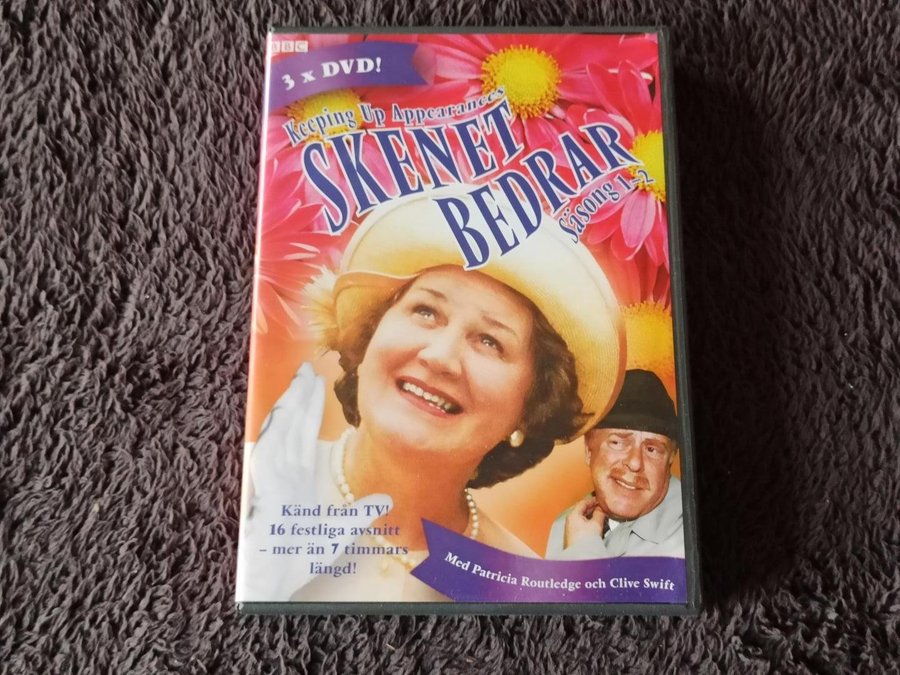 BBC
3 x DVD!
Keeping Up Appearances
SKENET
BEDRAR
Säsong 1-2
Känd från TV!
16 festliga avsnitt
– mer än 7 timmars
längd!
Med Patricia Routledge och Clive Swift